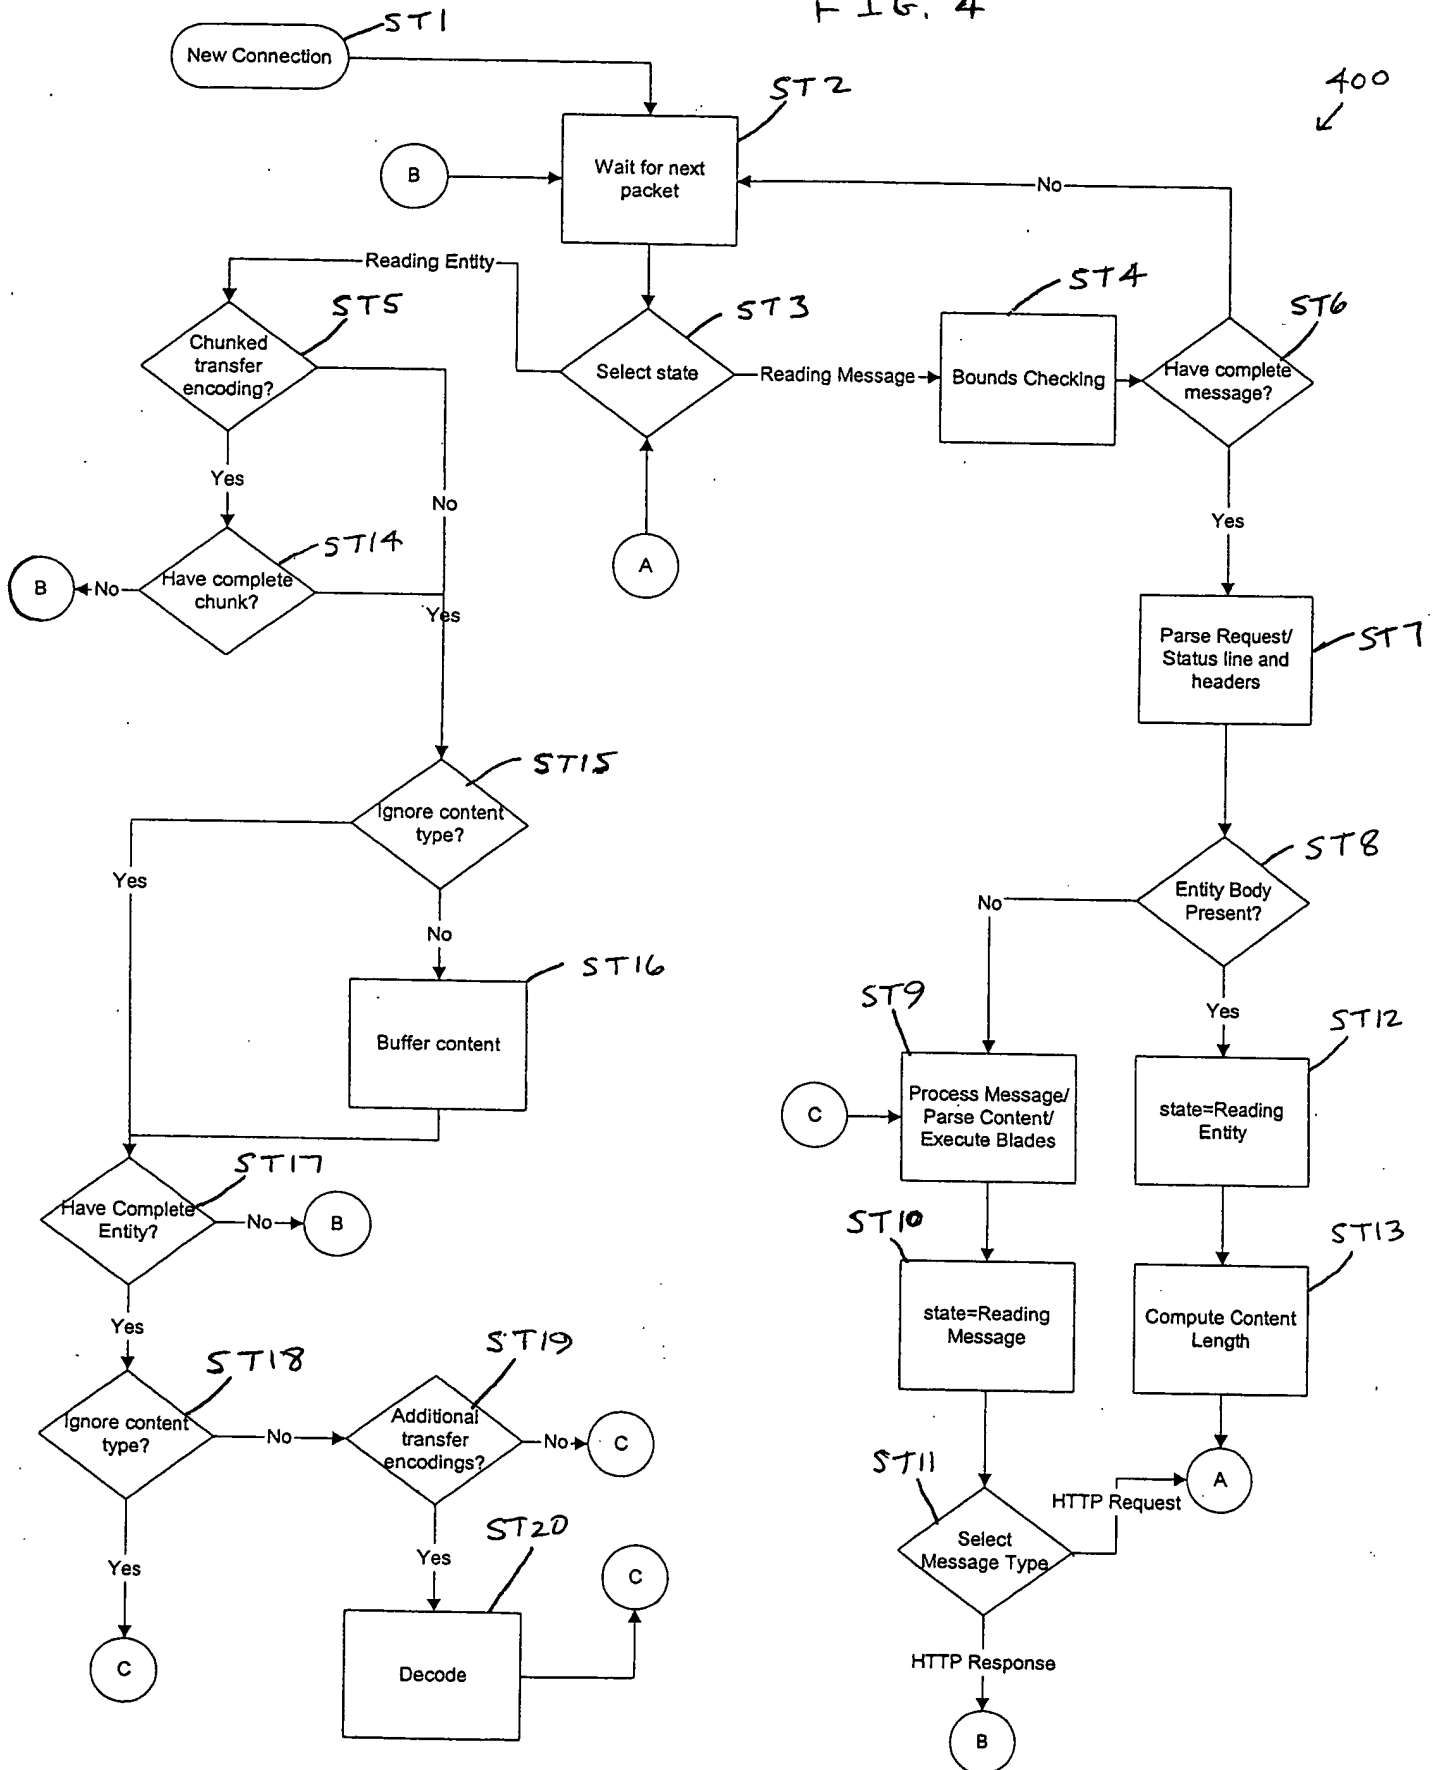 FIG. 4
ST1
New Connection
400
ST2
B
Wait for next
packet
No
Reading Entity
ST5
ST3
ST4
ST6
Chunked
transfer
encoding?
Select state
Reading Message
Bounds Checking
Have complete
message?
Yes
No
Yes
ST14
A
B
No
Have complete
chunk?
Yes
Parse Request/
Status line and
headers
ST7
ST15
Ignore content
type?
Yes
ST8
Entity Body
Present?
No
No
ST16
Buffer content
ST9
Yes
ST12
Process Message/
Parse Content/
Execute Blades
C
state=Reading
Entity
ST17
Have Complete
Entity?
No
B
ST10
ST13
state=Reading
Message
Compute Content
Length
Yes
ST18
ST19
Ignore content
type?
No
Additional
transfer
encodings?
No
C
ST11
A
HTTP Request
Select
Message Type
ST20
Yes
Yes
C
C
Decode
HTTP Response
B